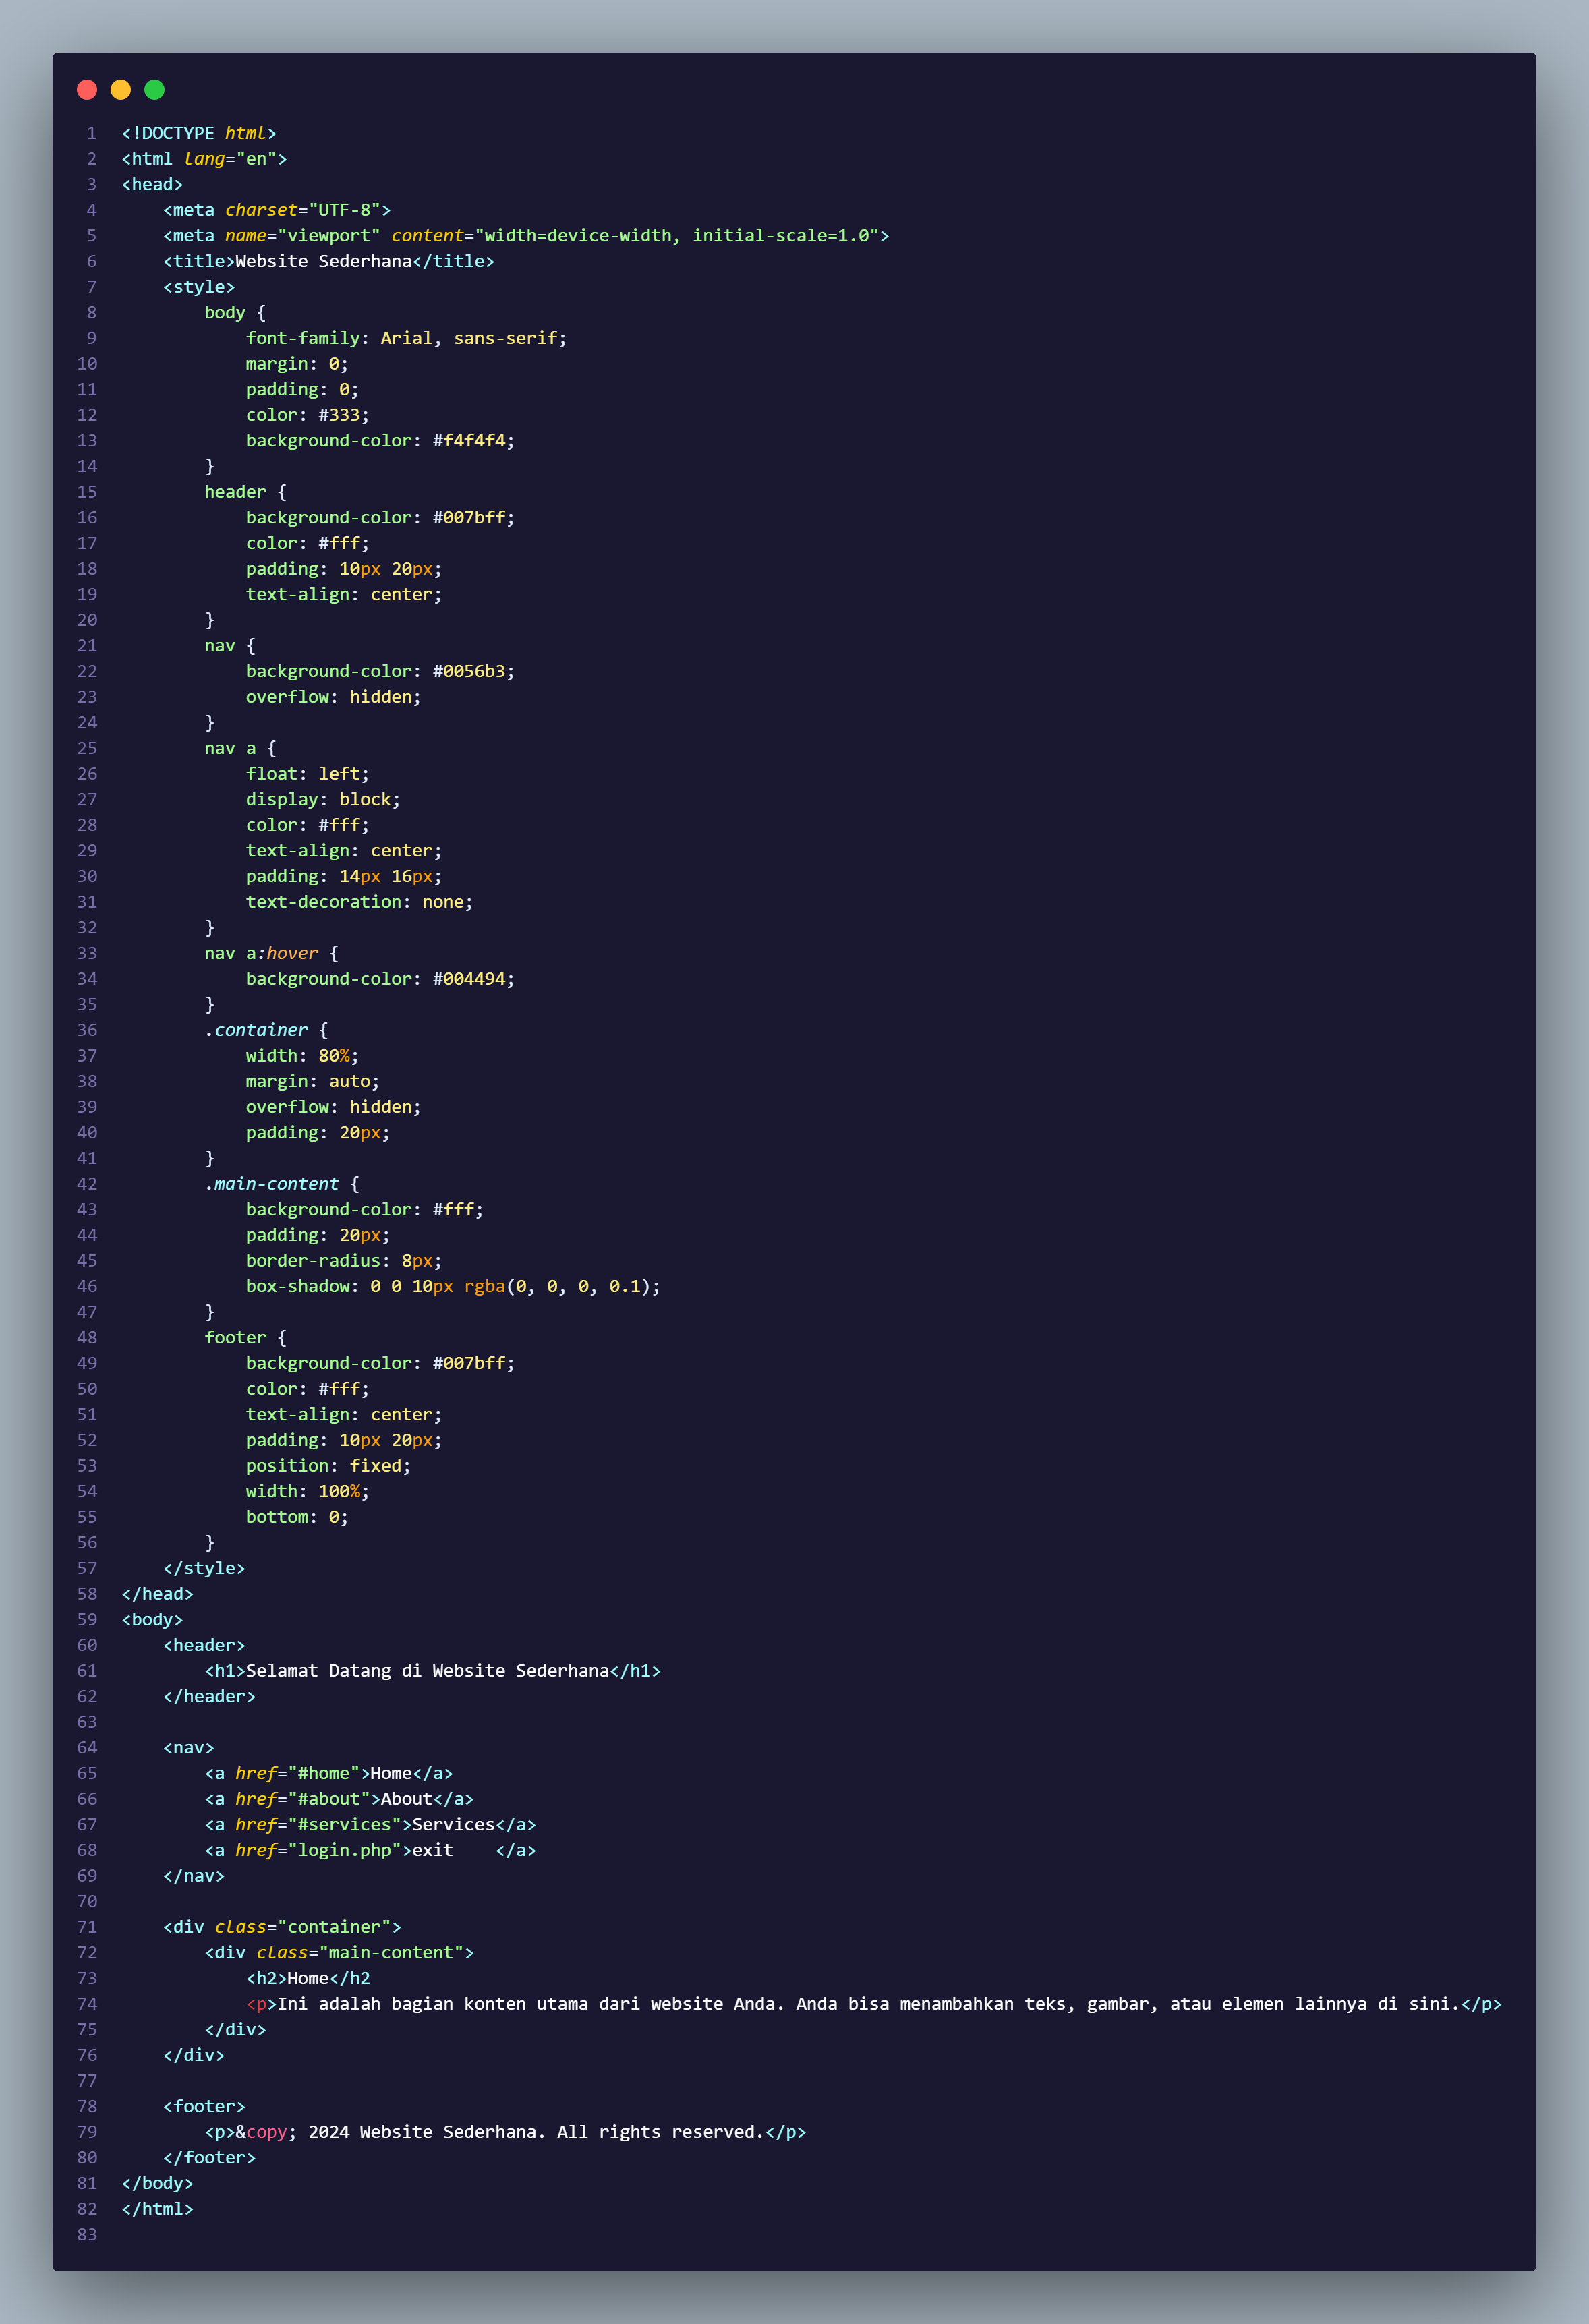 1 <!DOCTYPE html>
2 <html lang="en">
3 <head>
4     <meta charset="UTF-8">
5     <meta name="viewport" content="width=device-width, initial-scale=1.0">
6     <title>Website Sederhana</title>
7     <style>
8         body {
9             font-family: Arial, sans-serif;
10             margin: 0;
11             padding: 0;
12             color: #333;
13             background-color: #f4f4f4;
14         }
15         header {
16             background-color: #007bff;
17             color: #fff;
18             padding: 10px 20px;
19             text-align: center;
20         }
21         nav {
22             background-color: #0056b3;
23             overflow: hidden;
24         }
25         nav a {
26             float: left;
27             display: block;
28             color: #fff;
29             text-align: center;
30             padding: 14px 16px;
31             text-decoration: none;
32         }
33         nav a:hover {
34             background-color: #004494;
35         }
36         .container {
37             width: 80%;
38             margin: auto;
39             overflow: hidden;
40             padding: 20px;
41         }
42         .main-content {
43             background-color: #fff;
44             padding: 20px;
45             border-radius: 8px;
46             box-shadow: 0 0 10px rgba(0, 0, 0, 0.1);
47         }
48         footer {
49             background-color: #007bff;
50             color: #fff;
51             text-align: center;
52             padding: 10px 20px;
53             position: fixed;
54             width: 100%;
55             bottom: 0;
56         }
57     </style>
58 </head>
59 <body>
60     <header>
61         <h1>Selamat Datang di Website Sederhana</h1>
62     </header>
63
64     <nav>
65         <a href="#home">Home</a>
66         <a href="#about">About</a>
67         <a href="#services">Services</a>
68         <a href="login.php">exit    </a>
69     </nav>
70
71     <div class="container">
72         <div class="main-content">
73             <h2>Home</h2
74             <p>Ini adalah bagian konten utama dari website Anda. Anda bisa menambahkan teks, gambar, atau elemen lainnya di sini.</p>
75         </div>
76     </div>
77
78     <footer>
79         <p>&copy; 2024 Website Sederhana. All rights reserved.</p>
80     </footer>
81 </body>
82 </html>
83